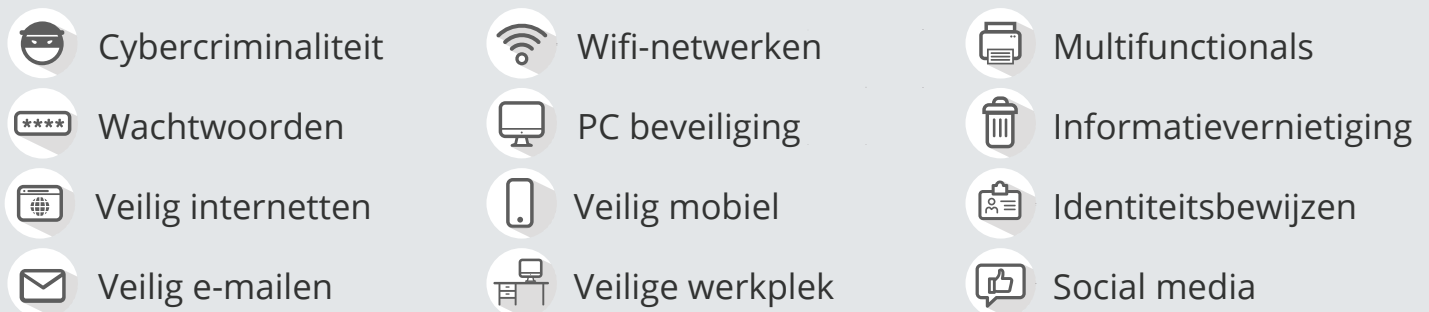 Cybercriminaliteit
Wachtwoorden
****
Veilig internetten
Veilig e-mailen
Wifi-netwerken
PC beveiliging
Veilig mobiel
Veilige werkplek
Multifunctionals
Informatievernietiging
Identiteitsbewijzen
Social media